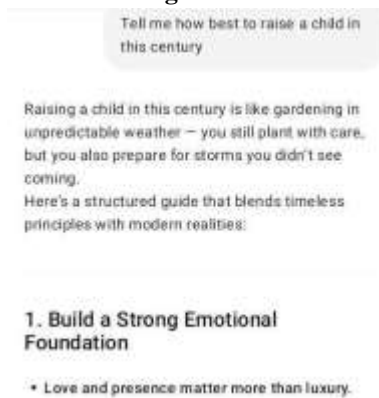 Tell me how best to raise a child in
this century
Raising a child in this century is like gardening in
unpredictable weather — you still plant with care,
but you also prepare for storms you didn't see
coming.
Here's a structured guide that blends timeless
principles with modern realities:
1. Build a Strong Emotional
Foundation
• Love and presence matter more than luxury.